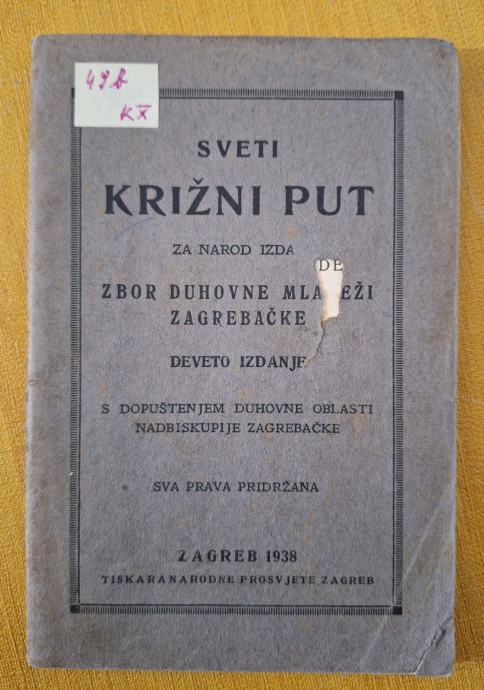 49b
KX
SVETI
KRIŽNI PUT
ZA NAROD IZDA
DE
ZBOR DUHOVNE MLA EŽI
ZAGREBAČKE
DEVETO IZDANJE
S DOPUŠTENJEM DUHOVNE OBLASTI
NADBISKUPIJE ZAGREBAČKE
SVA PRAVA PRIDRŽANA
ZAGREB 1938
TISKARA NARODNE PROSVJETE ZAGREB